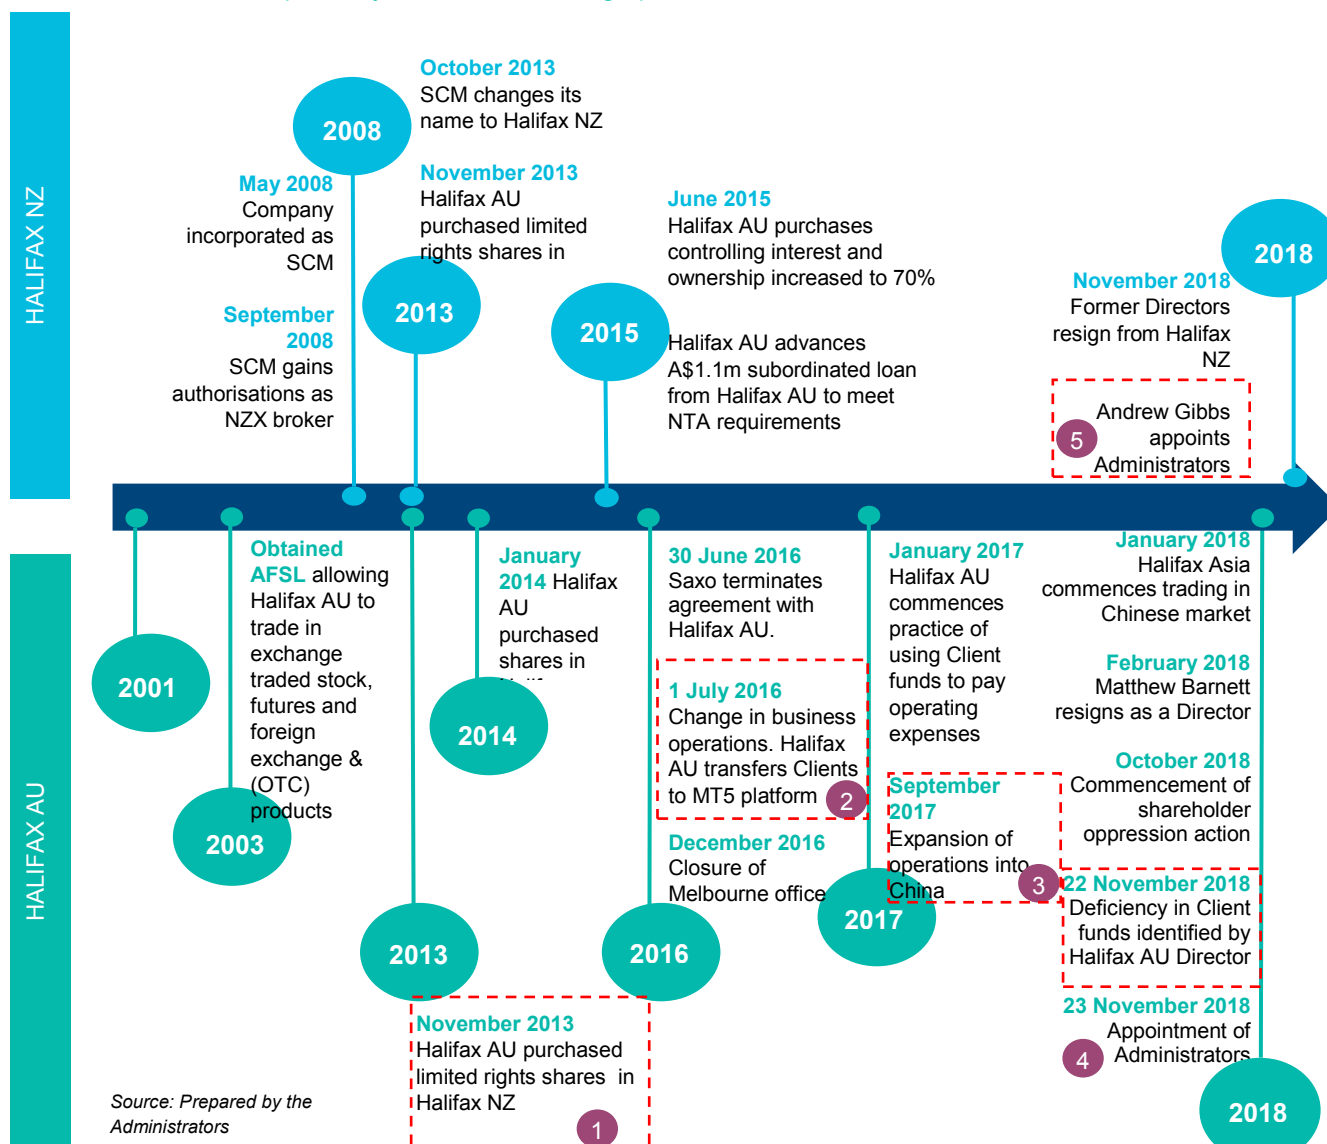 HALIFAX NZ
October 2013
SCM changes its
name to Halifax NZ
2008
May 2008
Company
incorporated as
SCM
September
2008
SCM gains
authorisations as
NZX broker
November 2013
Halifax AU
purchased limited
rights shares in
2013
June 2015
Halifax AU purchases
controlling interest and
ownership increased to 70%
2015
Halifax AU advances
A$1.1m subordinated loan
from Halifax AU to meet
NTA requirements
2018
November 2018
Former Directors
resign from Halifax
NZ
Andrew Gibbs
appoints
Administrators
5
HALIFAX AU
2001
Obtained
AFSL allowing
Halifax AU to
trade in
exchange
traded stock,
futures and
foreign
exchange &
(OTC)
products
2003
2013
November 2013
Halifax AU purchased
limited rights shares in
Halifax NZ
1
January
2014 Halifax
AU
purchased
shares in
2014
30 June 2016
Saxo terminates
agreement with
Halifax AU.
1 July 2016
Change in business
operations. Halifax
AU transfers Clients
to MT5 platform
2
December 2016
Closure of
Melbourne office
2016
January 2017
Halifax AU
commences
practice of
using Client
funds to pay
operating
expenses
September
2017
Expansion of
operations into
China
3
2017
January 2018
Halifax Asia
commences trading in
Chinese market
February 2018
Matthew Barnett
resigns as a Director
October 2018
Commencement of
shareholder
oppression action
22 November 2018
Deficiency in Client
funds identified by
Halifax AU Director
23 November 2018
Appointment of
Administrators
4
2018
Source: Prepared by the
Administrators